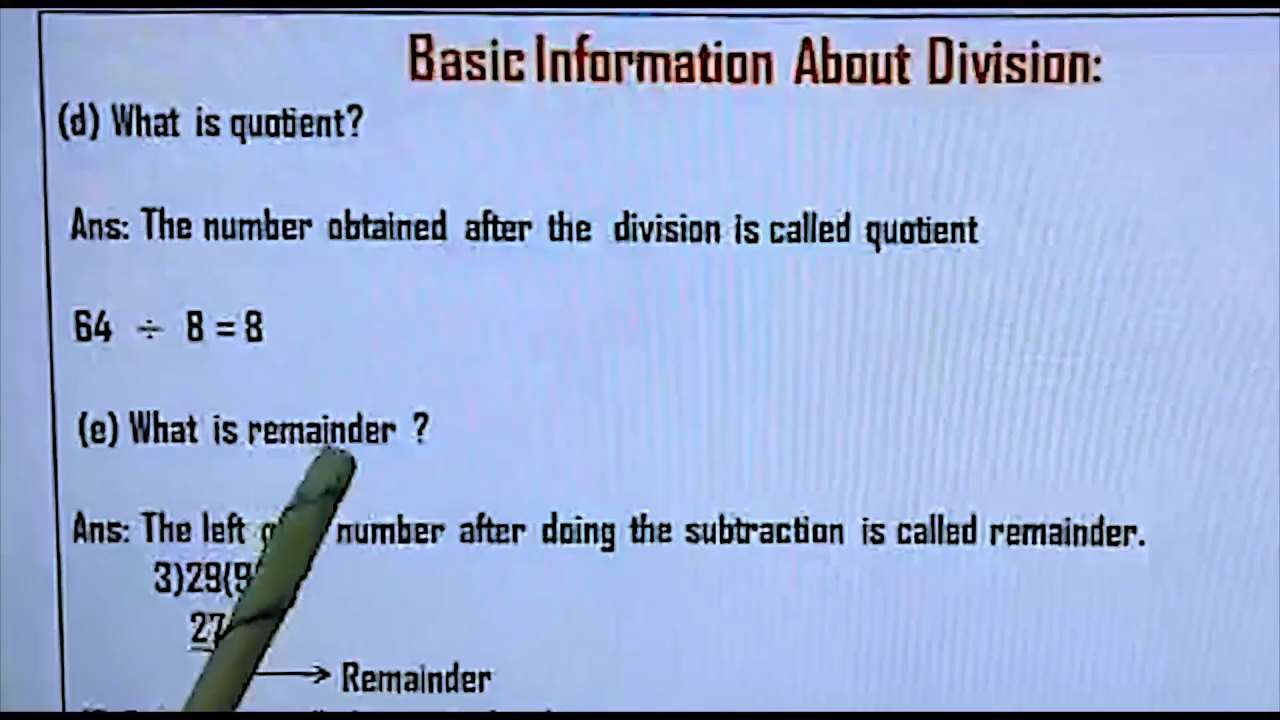 Basic Information About Division:
(d) What is quotient?
Ans: The number obtained after the division is called quotient
64 ÷ 8 = 8
(e) What is remainder ?
Ans: The left number after doing the subtraction is called remainder.
3)29(9
27
→ Remainder